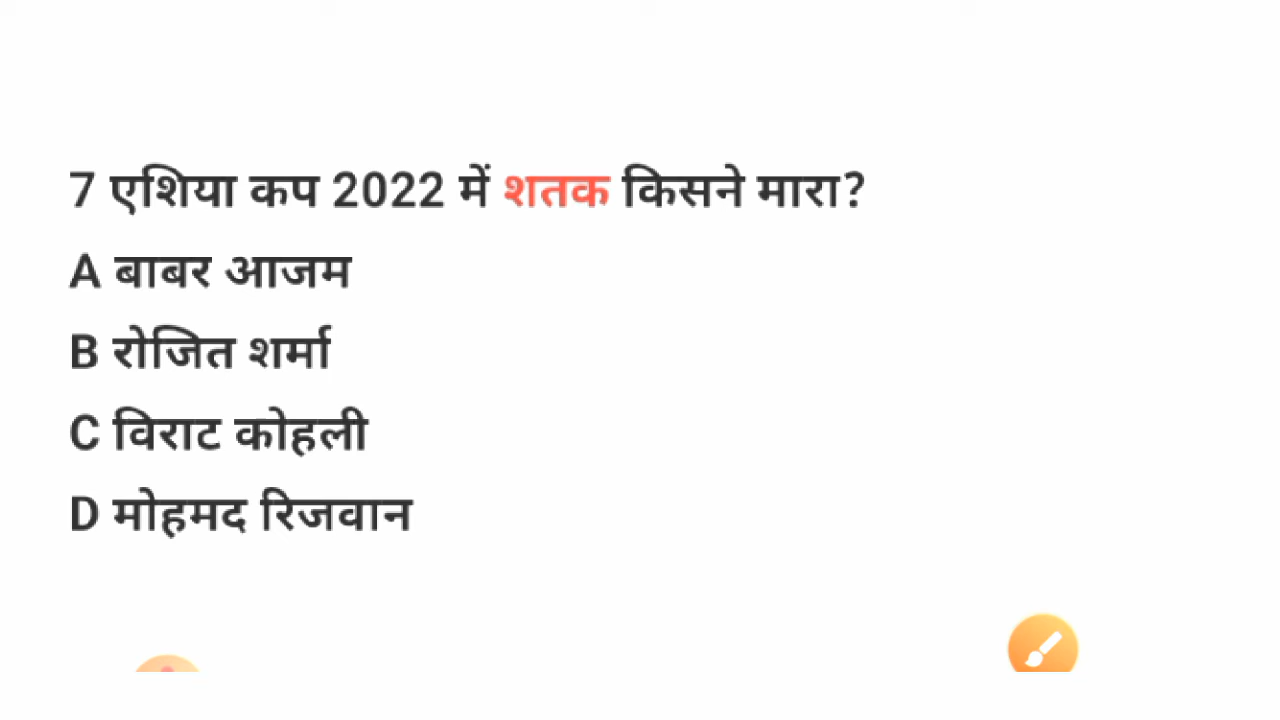 7 एशिया कप 2022 में शतक किसने मारा?
A बाबर आजम
B रोजित शर्मा
C विराट कोहली
D मोहमद रिजवान